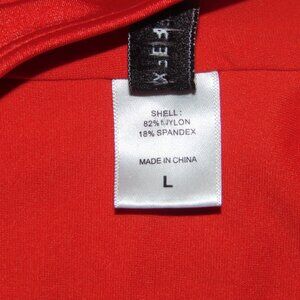 SHELL:
82% NYLON
18% SPANDEX
MADE IN CHINA
L